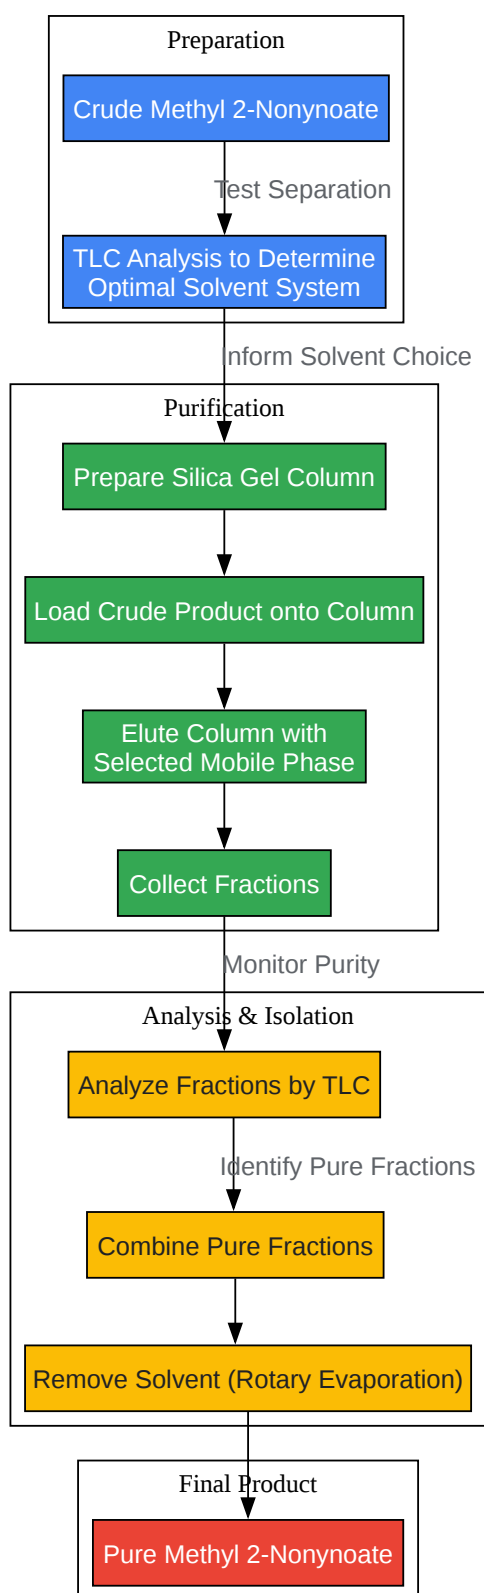 Preparation
Crude Methyl 2-Nonynoate
Test Separation
TLC Analysis to Determine
Optimal Solvent System
Inform Solvent Choice
Purification
Prepare Silica Gel Column
Load Crude Product onto Column
Elute Column with
Selected Mobile Phase
Collect Fractions
Monitor Purity
Analysis & Isolation
Analyze Fractions by TLC
Identify Pure Fractions
Combine Pure Fractions
Remove Solvent (Rotary Evaporation)
Final Product
Pure Methyl 2-Nonynoate